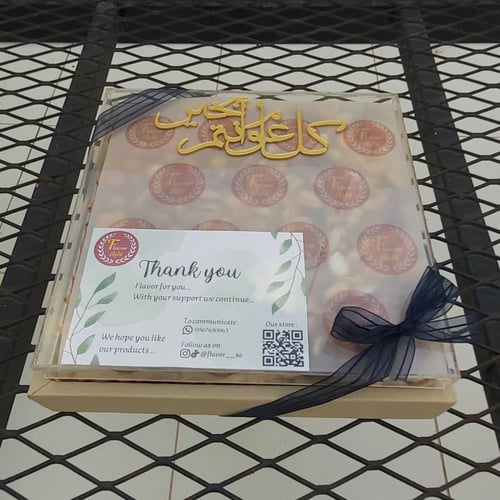 كل عام وأنتم بخير
Flavor
Thank you
Flavor for you...
With your support we continue...
To communicate:
Our store :
We hope you like
our products...
Follow us on:
@flavor__sa